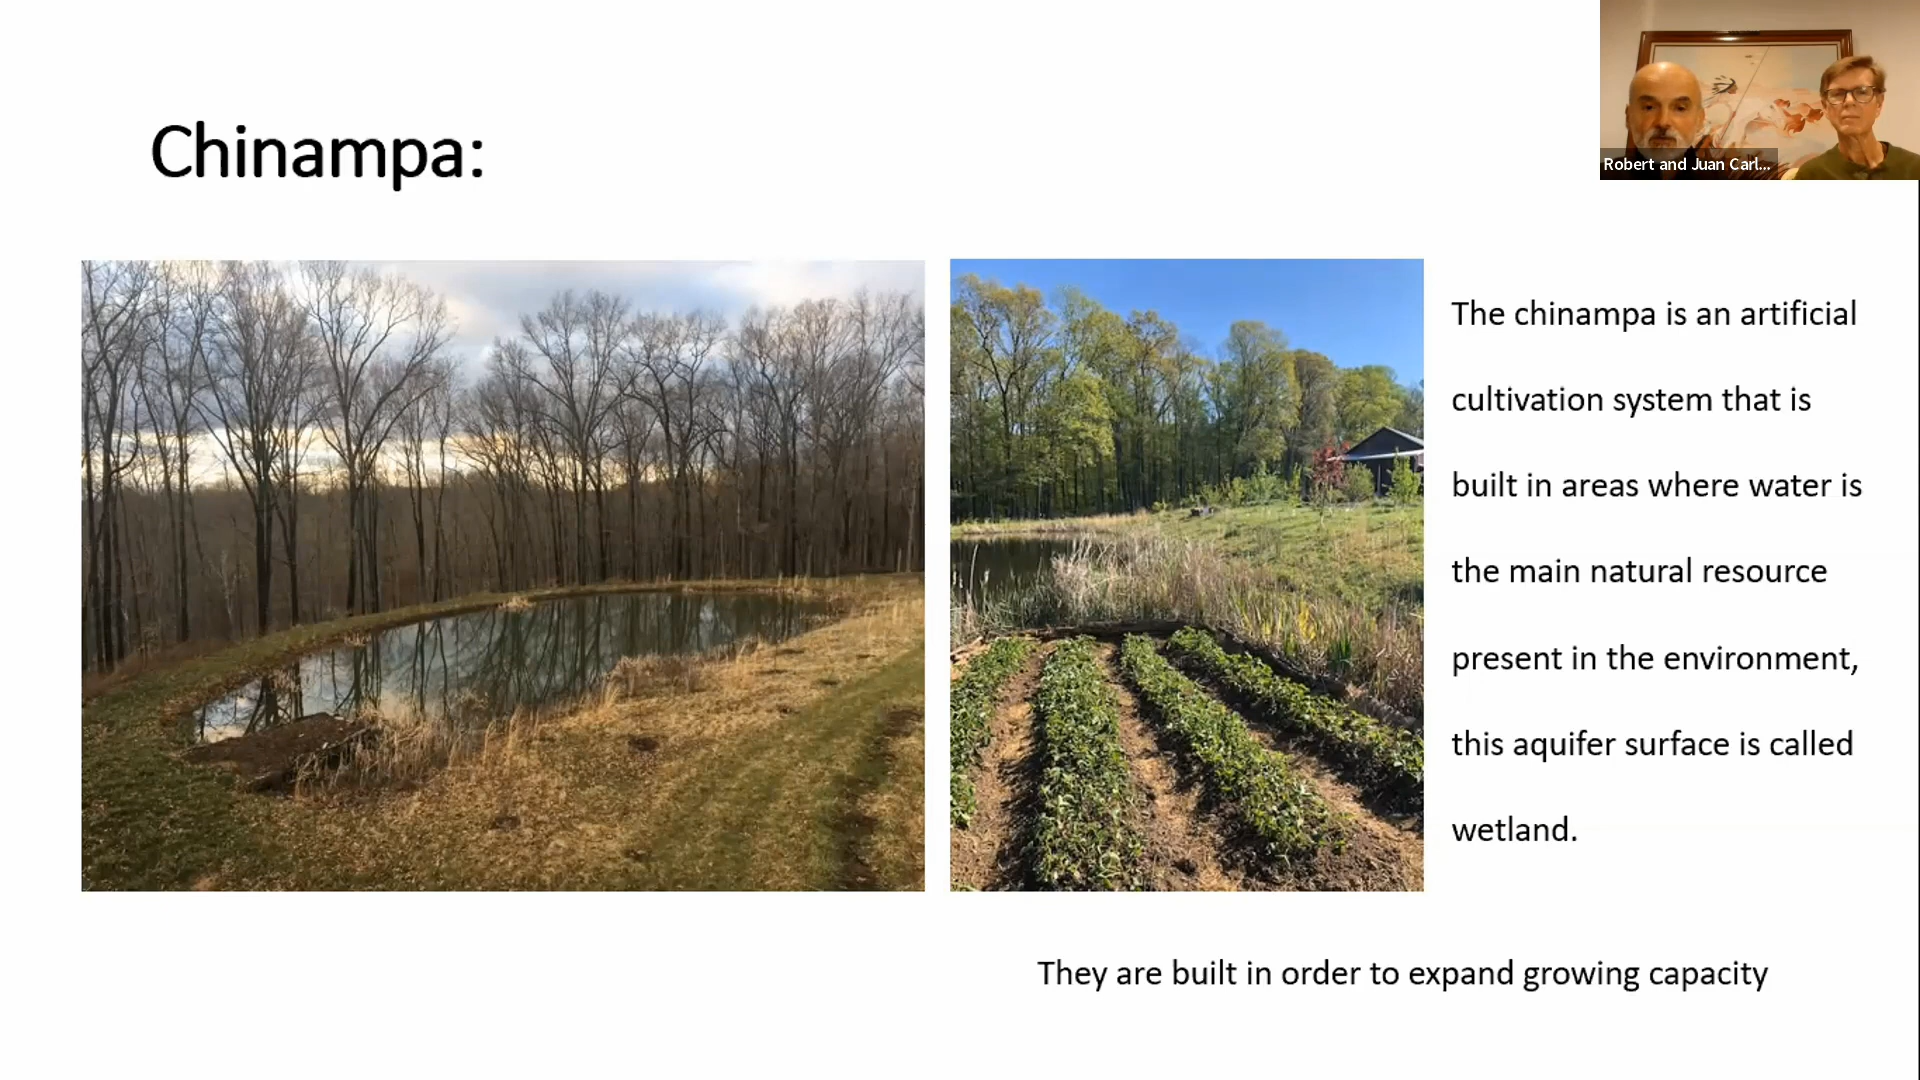 Chinampa:
Robert and Juan Carl...
The chinampa is an artificial
cultivation system that is
built in areas where water is
the main natural resource
present in the environment,
this aquifer surface is called
wetland.
They are built in order to expand growing capacity